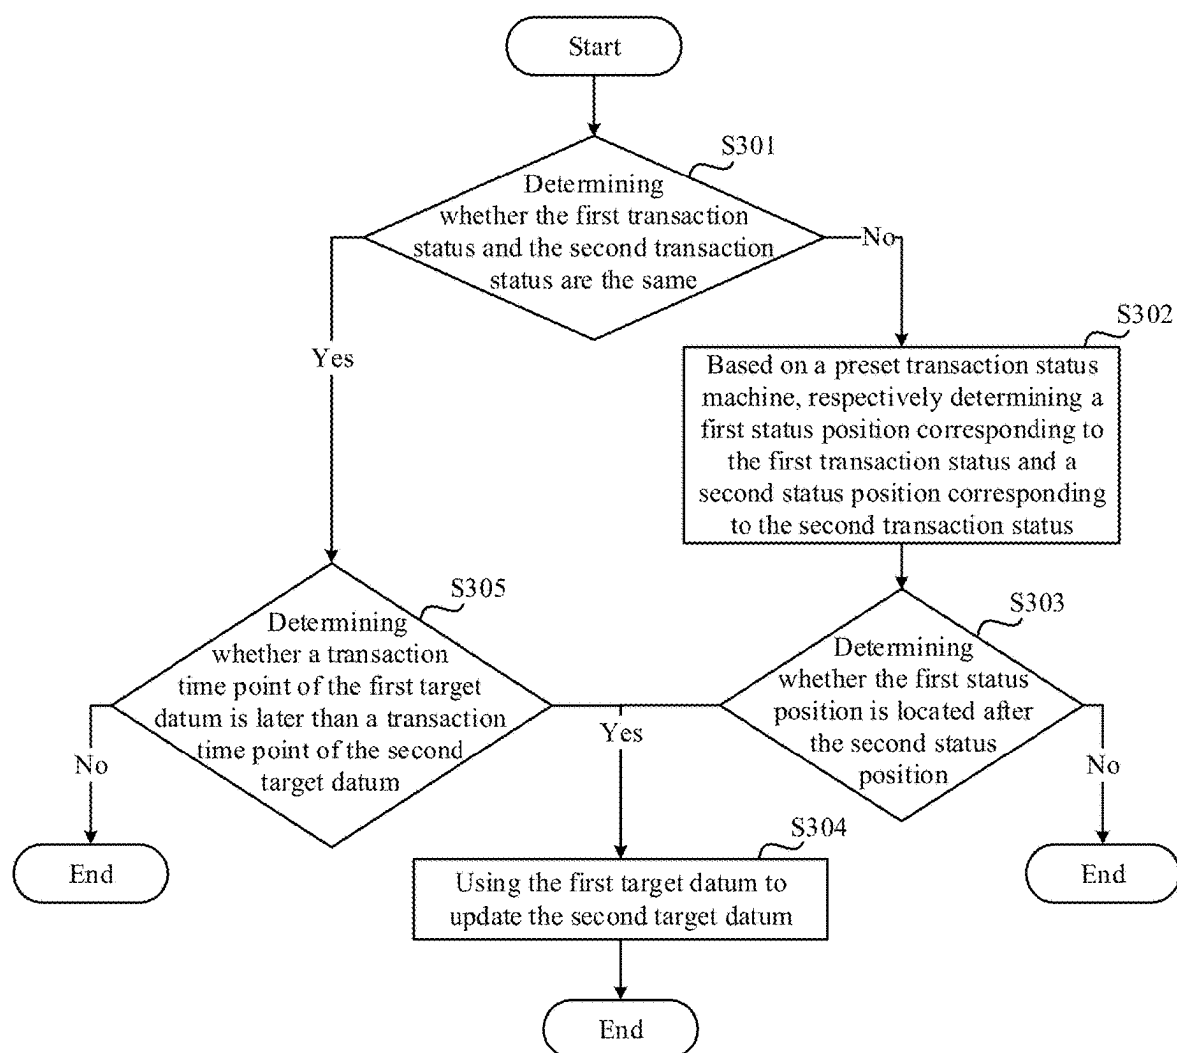 Start
S301
Determining
whether the first transaction
status and the second transaction
status are the same
No
Yes
S302
Based on a preset transaction status
machine, respectively determining a
first status position corresponding to
the first transaction status and a
second status position corresponding
to the second transaction status
S305
Determining
whether a transaction
time point of the first target
datum is later than a transaction
time point of the second
target datum
S303
Determining
whether the first status
position is located after
the second status
position
Yes
No
No
End
S304
Using the first target datum to
update the second target datum
End
End